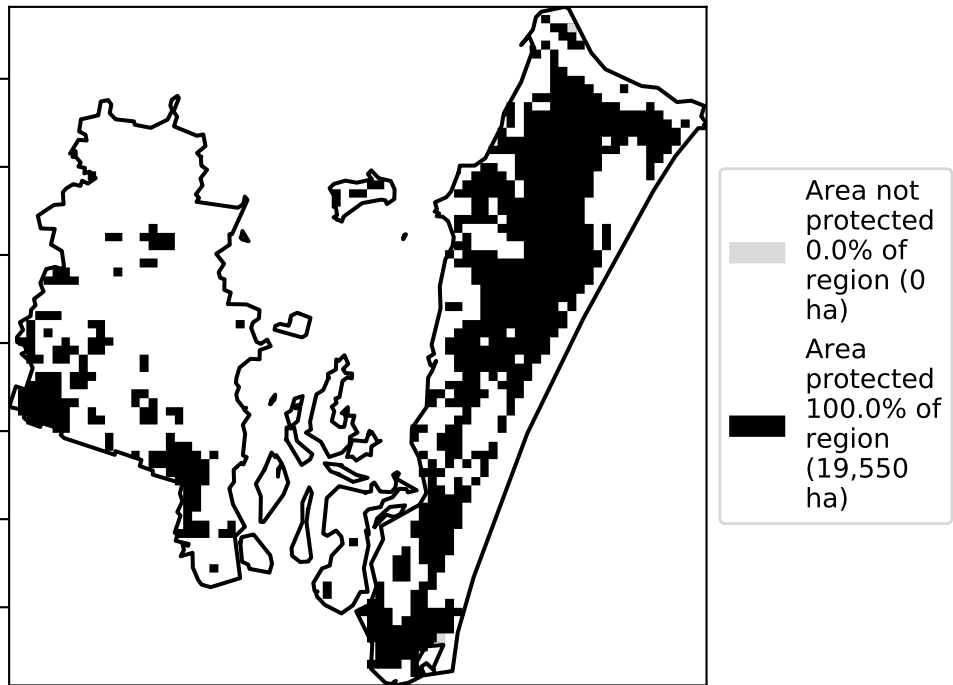 Area not
protected
0.0% of
region (0
ha)
Area
protected
100.0% of
region
(19,550
ha)